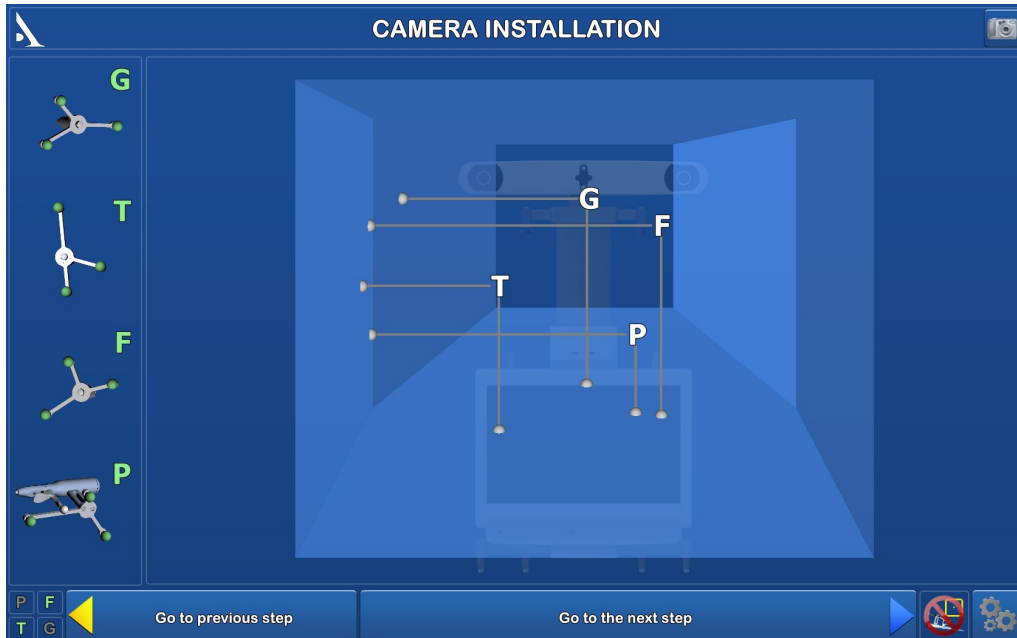 CAMERA INSTALLATION
G
T
F
P
G
F
T
P
P F
T G
Go to previous step
Go to the next step